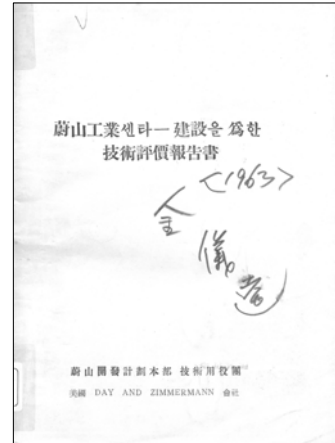 蔚山工業센타ー建設을 爲한
技術評價報告書
<1963>
金
儀
蔚山開發計劃本部 技術用役團
美國 DAY AND ZIMMERMANN 會社